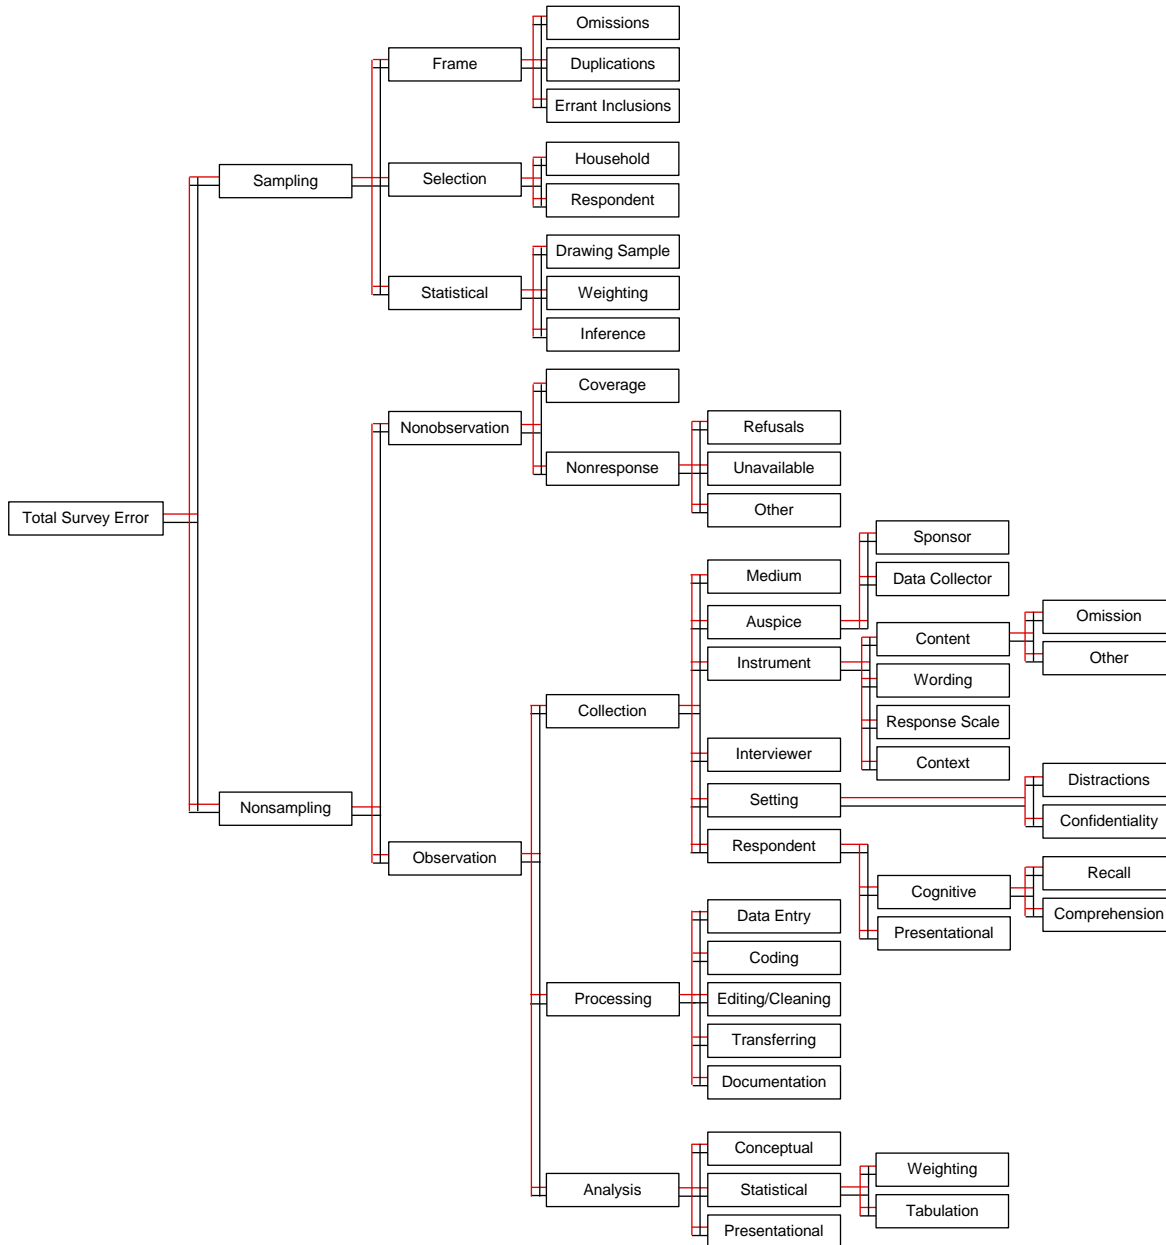 Omissions
Frame
Duplications
Errant Inclusions
Household
Sampling
Selection
Respondent
Drawing Sample
Statistical
Weighting
Inference
Coverage
Nonobservation
Refusals
Nonresponse
Unavailable
Other
Total Survey Error
Sponsor
Medium
Data Collector
Auspice
Omission
Content
Instrument
Other
Wording
Collection
Response Scale
Interviewer
Context
Distractions
Nonsampling
Setting
Confidentiality
Observation
Respondent
Recall
Cognitive
Comprehension
Data Entry
Presentational
Coding
Processing
Editing/Cleaning
Transferring
Documentation
Conceptual
Weighting
Analysis
Statistical
Tabulation
Presentational